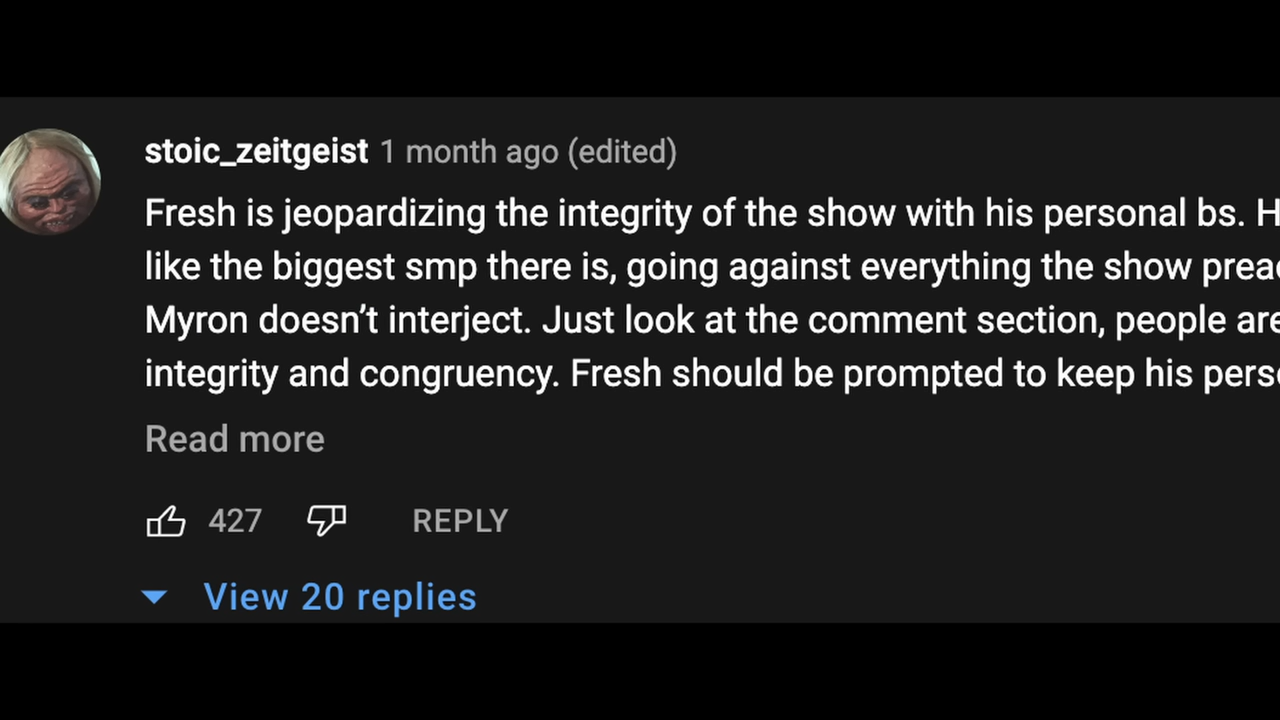 stoic_zeitgeist 1 month ago (edited)
Fresh is jeopardizing the integrity of the show with his personal bs.
like the biggest smp there is, going against everything the show
Myron doesn’t interject. Just look at the comment section, people are
integrity and congruency. Fresh should be prompted to keep his
Read more
427 REPLY
View 20 replies